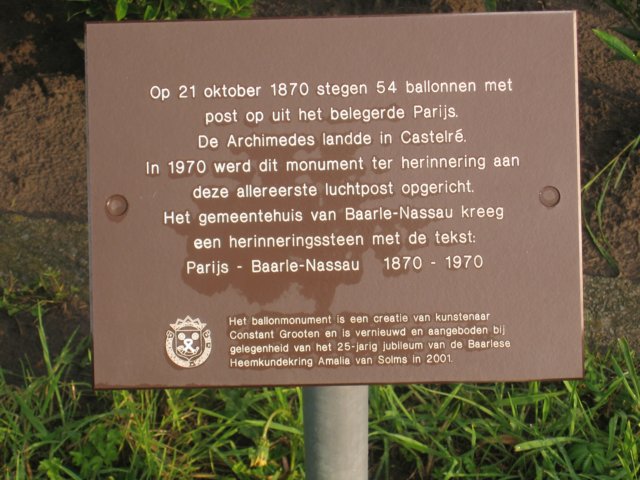 Op 21 oktober 1870 stegen 54 ballonnen met
post op uit het belegerde Parijs.
De Archimedes landde in Castelré.
In 1970 werd dit monument ter herinnering aan
deze allereerste luchtpost opgericht.
Het gemeentehuis van Baarle-Nassau kreeg
een herinneringssteen met de tekst:
Parijs - Baarle-Nassau 1870 - 1970
Het ballonmonument is een creatie van kunstenaar
Constant Grooten en is vernieuwd en aangeboden bij
gelegenheid van het 25-jarig jubileum van de Baarlese
Heemkundekring Amalia van Solms in 2001.